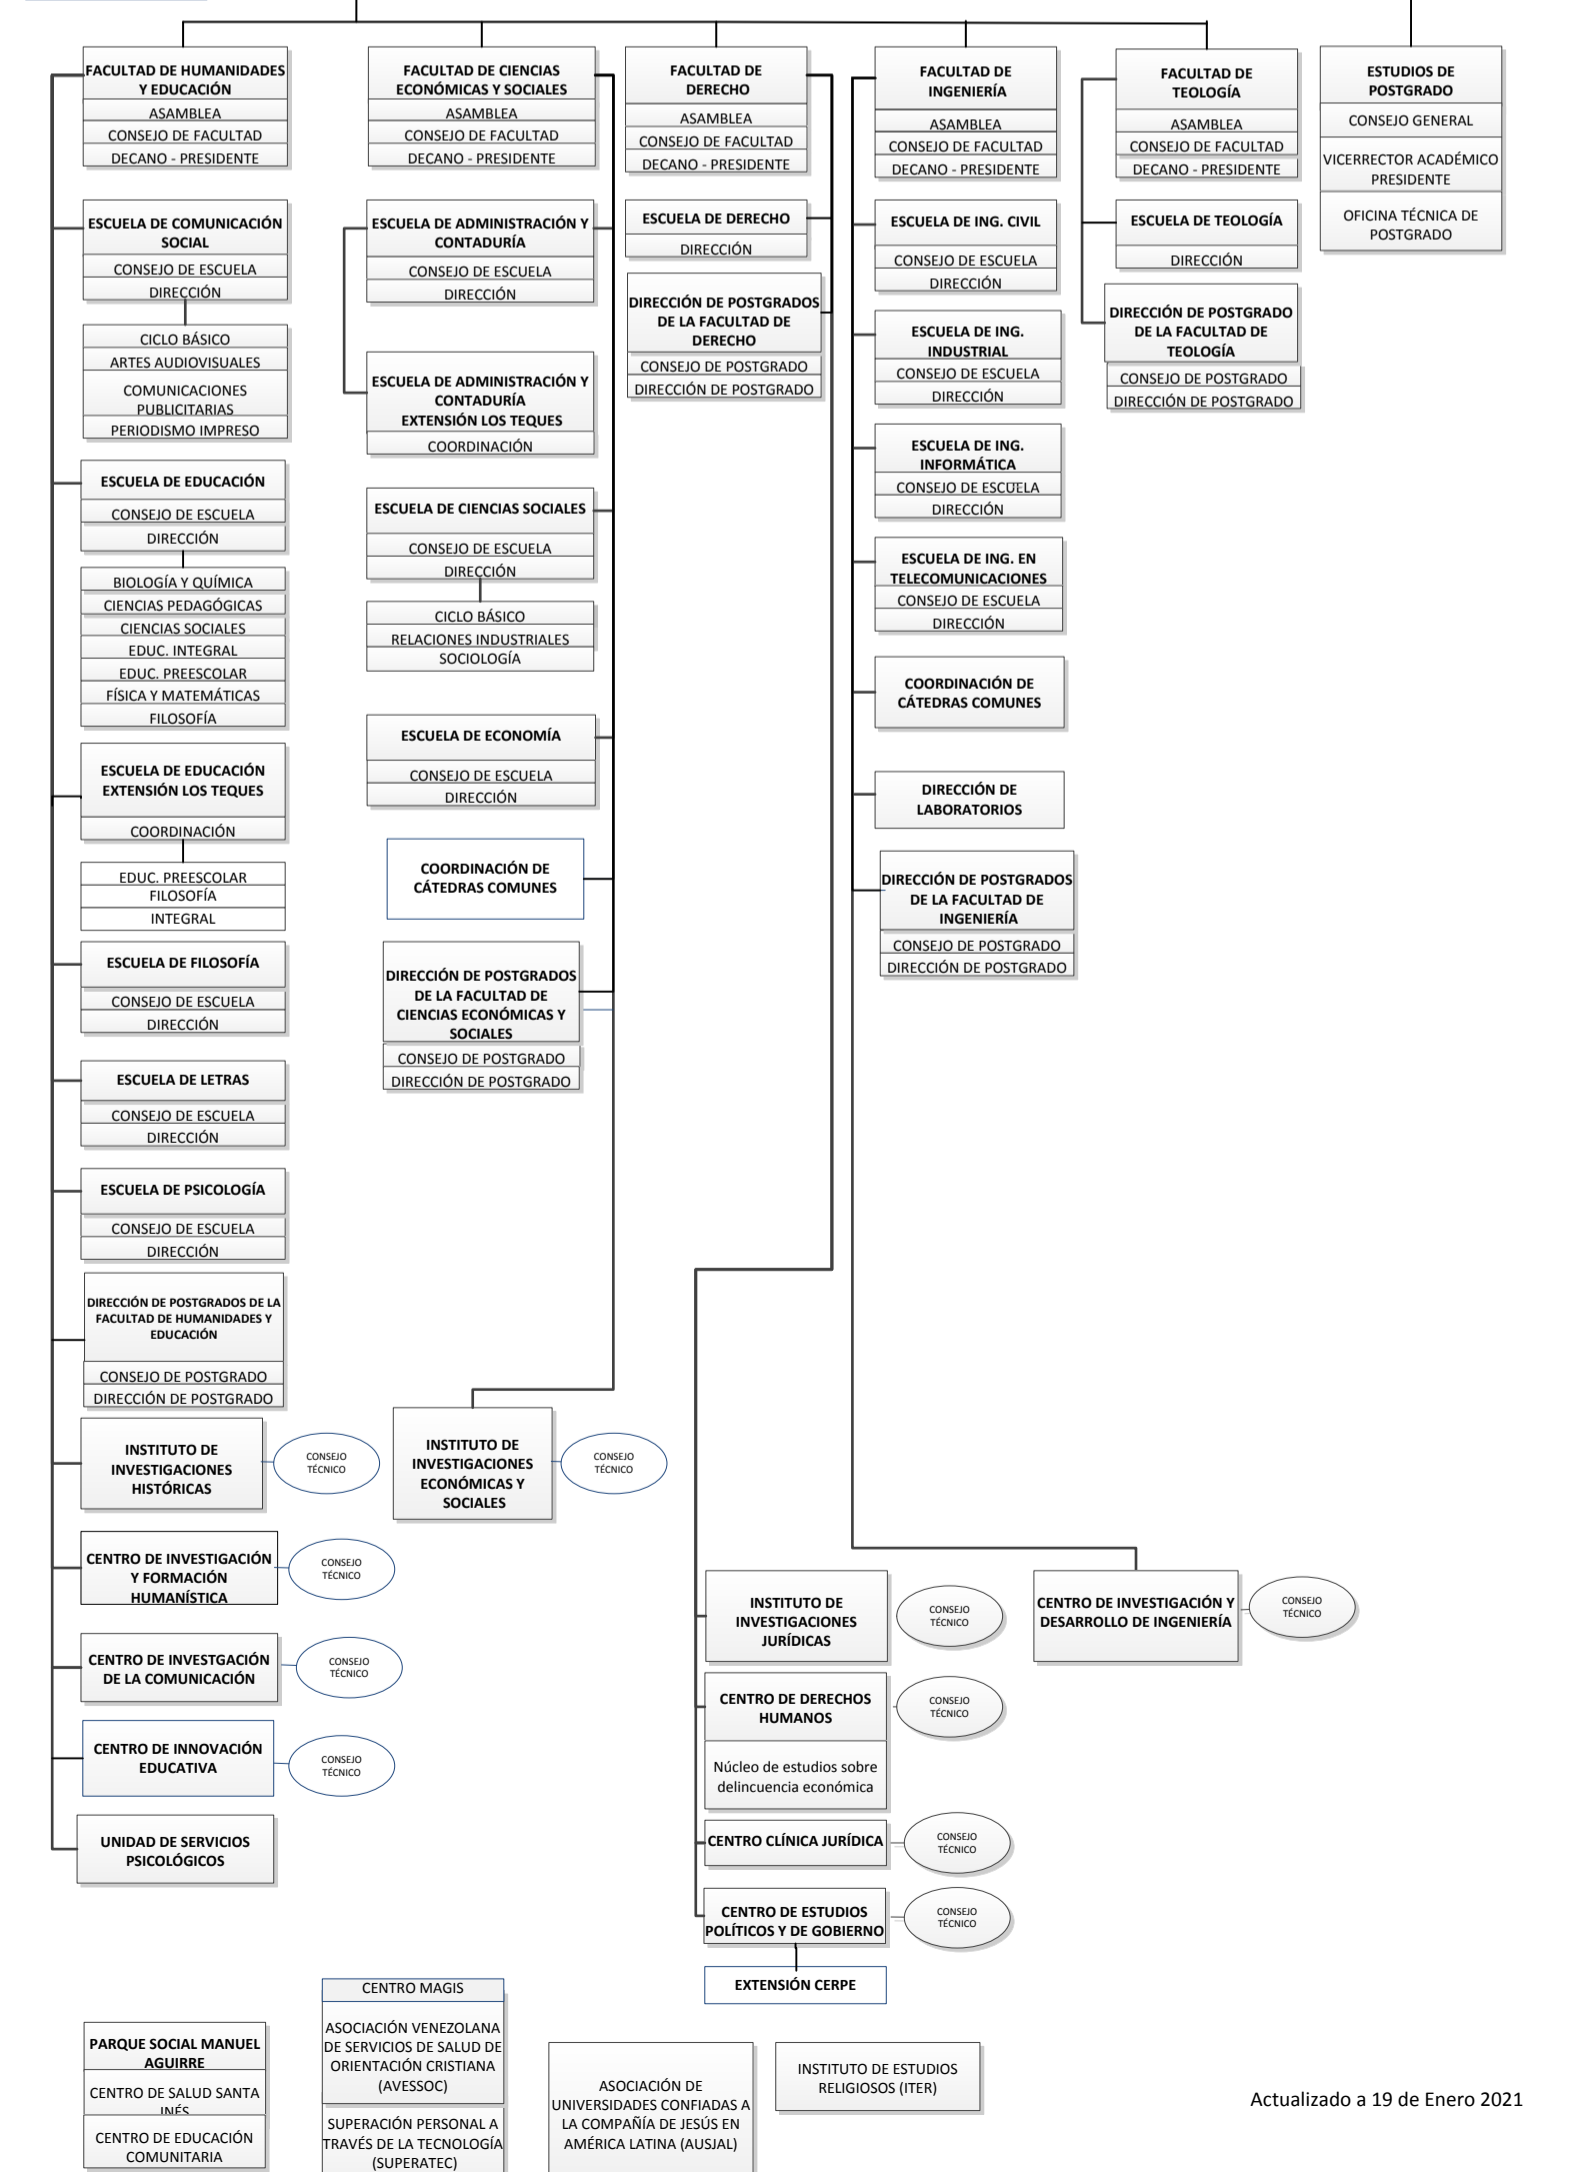 FACULTAD DE HUMANIDADES
Y EDUCACIÓN
ASAMBLEA
CONSEJO DE FACULTAD
DECANO - PRESIDENTE
ESCUELA DE COMUNICACIÓN
SOCIAL
CONSEJO DE ESCUELA
DIRECCIÓN
CICLO BÁSICO
ARTES AUDIOVISUALES
COMUNICACIONES
PUBLICITARIAS
PERIODISMO IMPRESO
ESCUELA DE EDUCACIÓN
CONSEJO DE ESCUELA
DIRECCIÓN
BIOLOGÍA Y QUÍMICA
CIENCIAS PEDAGÓGICAS
CIENCIAS SOCIALES
EDUC. INTEGRAL
EDUC. PREESCOLAR
FÍSICA Y MATEMÁTICAS
FILOSOFÍA
ESCUELA DE EDUCACIÓN
EXTENSIÓN LOS TEQUES
COORDINACIÓN
EDUC. PREESCOLAR
FILOSOFÍA
INTEGRAL
ESCUELA DE FILOSOFÍA
CONSEJO DE ESCUELA
DIRECCIÓN
ESCUELA DE LETRAS
CONSEJO DE ESCUELA
DIRECCIÓN
ESCUELA DE PSICOLOGÍA
CONSEJO DE ESCUELA
DIRECCIÓN
DIRECCIÓN DE POSTGRADOS DE LA
FACULTAD DE HUMANIDADES Y
EDUCACIÓN
CONSEJO DE POSTGRADO
DIRECCIÓN DE POSTGRADO
INSTITUTO DE
INVESTIGACIONES
HISTÓRICAS
CONSEJO
TÉCNICO
CENTRO DE INVESTIGACIÓN
Y FORMACIÓN
HUMANÍSTICA
CONSEJO
TÉCNICO
CENTRO DE INVESTGACIÓN
DE LA COMUNICACIÓN
CONSEJO
TÉCNICO
CENTRO DE INNOVACIÓN
EDUCATIVA
CONSEJO
TÉCNICO
UNIDAD DE SERVICIOS
PSICOLÓGICOS
FACULTAD DE CIENCIAS
ECONÓMICAS Y SOCIALES
ASAMBLEA
CONSEJO DE FACULTAD
DECANO - PRESIDENTE
ESCUELA DE ADMINISTRACIÓN Y
CONTADURÍA
CONSEJO DE ESCUELA
DIRECCIÓN
ESCUELA DE ADMINISTRACIÓN Y
CONTADURÍA
EXTENSIÓN LOS TEQUES
COORDINACIÓN
ESCUELA DE CIENCIAS SOCIALES
CONSEJO DE ESCUELA
DIRECCIÓN
CICLO BÁSICO
RELACIONES INDUSTRIALES
SOCIOLOGÍA
ESCUELA DE ECONOMÍA
CONSEJO DE ESCUELA
DIRECCIÓN
COORDINACIÓN DE
CÁTEDRAS COMUNES
DIRECCIÓN DE POSTGRADOS
DE LA FACULTAD DE
CIENCIAS ECONÓMICAS Y
SOCIALES
CONSEJO DE POSTGRADO
DIRECCIÓN DE POSTGRADO
INSTITUTO DE
INVESTIGACIONES
ECONÓMICAS Y
SOCIALES
CONSEJO
TÉCNICO
FACULTAD DE
DERECHO
ASAMBLEA
CONSEJO DE FACULTAD
DECANO - PRESIDENTE
ESCUELA DE DERECHO
DIRECCIÓN
DIRECCIÓN DE POSTGRADOS
DE LA FACULTAD DE
DERECHO
CONSEJO DE POSTGRADO
DIRECCIÓN DE POSTGRADO
INSTITUTO DE
INVESTIGACIONES
JURÍDICAS
CONSEJO
TÉCNICO
CENTRO DE DERECHOS
HUMANOS
Núcleo de estudios sobre
delincuencia económica
CONSEJO
TÉCNICO
CENTRO CLÍNICA JURÍDICA
CONSEJO
TÉCNICO
CENTRO DE ESTUDIOS
POLÍTICOS Y DE GOBIERNO
CONSEJO
TÉCNICO
EXTENSIÓN CERPE
FACULTAD DE
INGENIERÍA
ASAMBLEA
CONSEJO DE FACULTAD
DECANO - PRESIDENTE
ESCUELA DE ING. CIVIL
CONSEJO DE ESCUELA
DIRECCIÓN
ESCUELA DE ING.
INDUSTRIAL
CONSEJO DE ESCUELA
DIRECCIÓN
ESCUELA DE ING.
INFORMÁTICA
CONSEJO DE ESCUELA
DIRECCIÓN
ESCUELA DE ING. EN
TELECOMUNICACIONES
CONSEJO DE ESCUELA
DIRECCIÓN
COORDINACIÓN DE
CÁTEDRAS COMUNES
DIRECCIÓN DE
LABORATORIOS
DIRECCIÓN DE POSTGRADOS
DE LA FACULTAD DE
INGENIERÍA
CONSEJO DE POSTGRADO
DIRECCIÓN DE POSTGRADO
CENTRO DE INVESTIGACIÓN Y
DESARROLLO DE INGENIERÍA
CONSEJO
TÉCNICO
FACULTAD DE
TEOLOGÍA
ASAMBLEA
CONSEJO DE FACULTAD
DECANO - PRESIDENTE
ESCUELA DE TEOLOGÍA
DIRECCIÓN
DIRECCIÓN DE POSTGRADO
DE LA FACULTAD DE
TEOLOGÍA
CONSEJO DE POSTGRADO
DIRECCIÓN DE POSTGRADO
ESTUDIOS DE
POSTGRADO
CONSEJO GENERAL
VICERRECTOR ACADÉMICO
PRESIDENTE
OFICINA TÉCNICA DE
POSTGRADO
PARQUE SOCIAL MANUEL
AGUIRRE
CENTRO DE SALUD SANTA
INÉS
CENTRO DE EDUCACIÓN
COMUNITARIA
CENTRO MAGIS
ASOCIACIÓN VENEZOLANA
DE SERVICIOS DE SALUD DE
ORIENTACIÓN CRISTIANA
(AVESSOC)
SUPERACIÓN PERSONAL A
TRAVÉS DE LA TECNOLOGÍA
(SUPERATEC)
ASOCIACIÓN DE
UNIVERSIDADES CONFIADAS A
LA COMPAÑÍA DE JESÚS EN
AMÉRICA LATINA (AUSJAL)
INSTITUTO DE ESTUDIOS
RELIGIOSOS (ITER)
Actualizado a 19 de Enero 2021